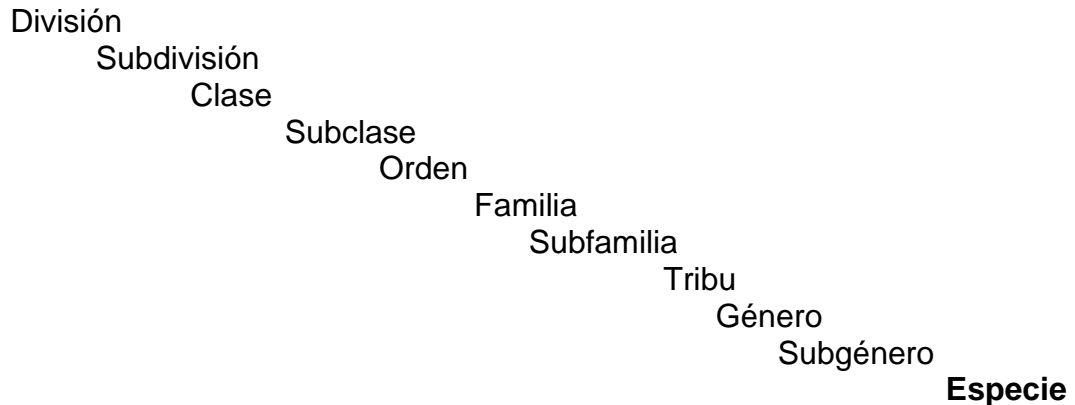 División
Subdivisión
Clase
Subclase
Orden
Familia
Subfamilia
Tribu
Género
Subgénero
Especie